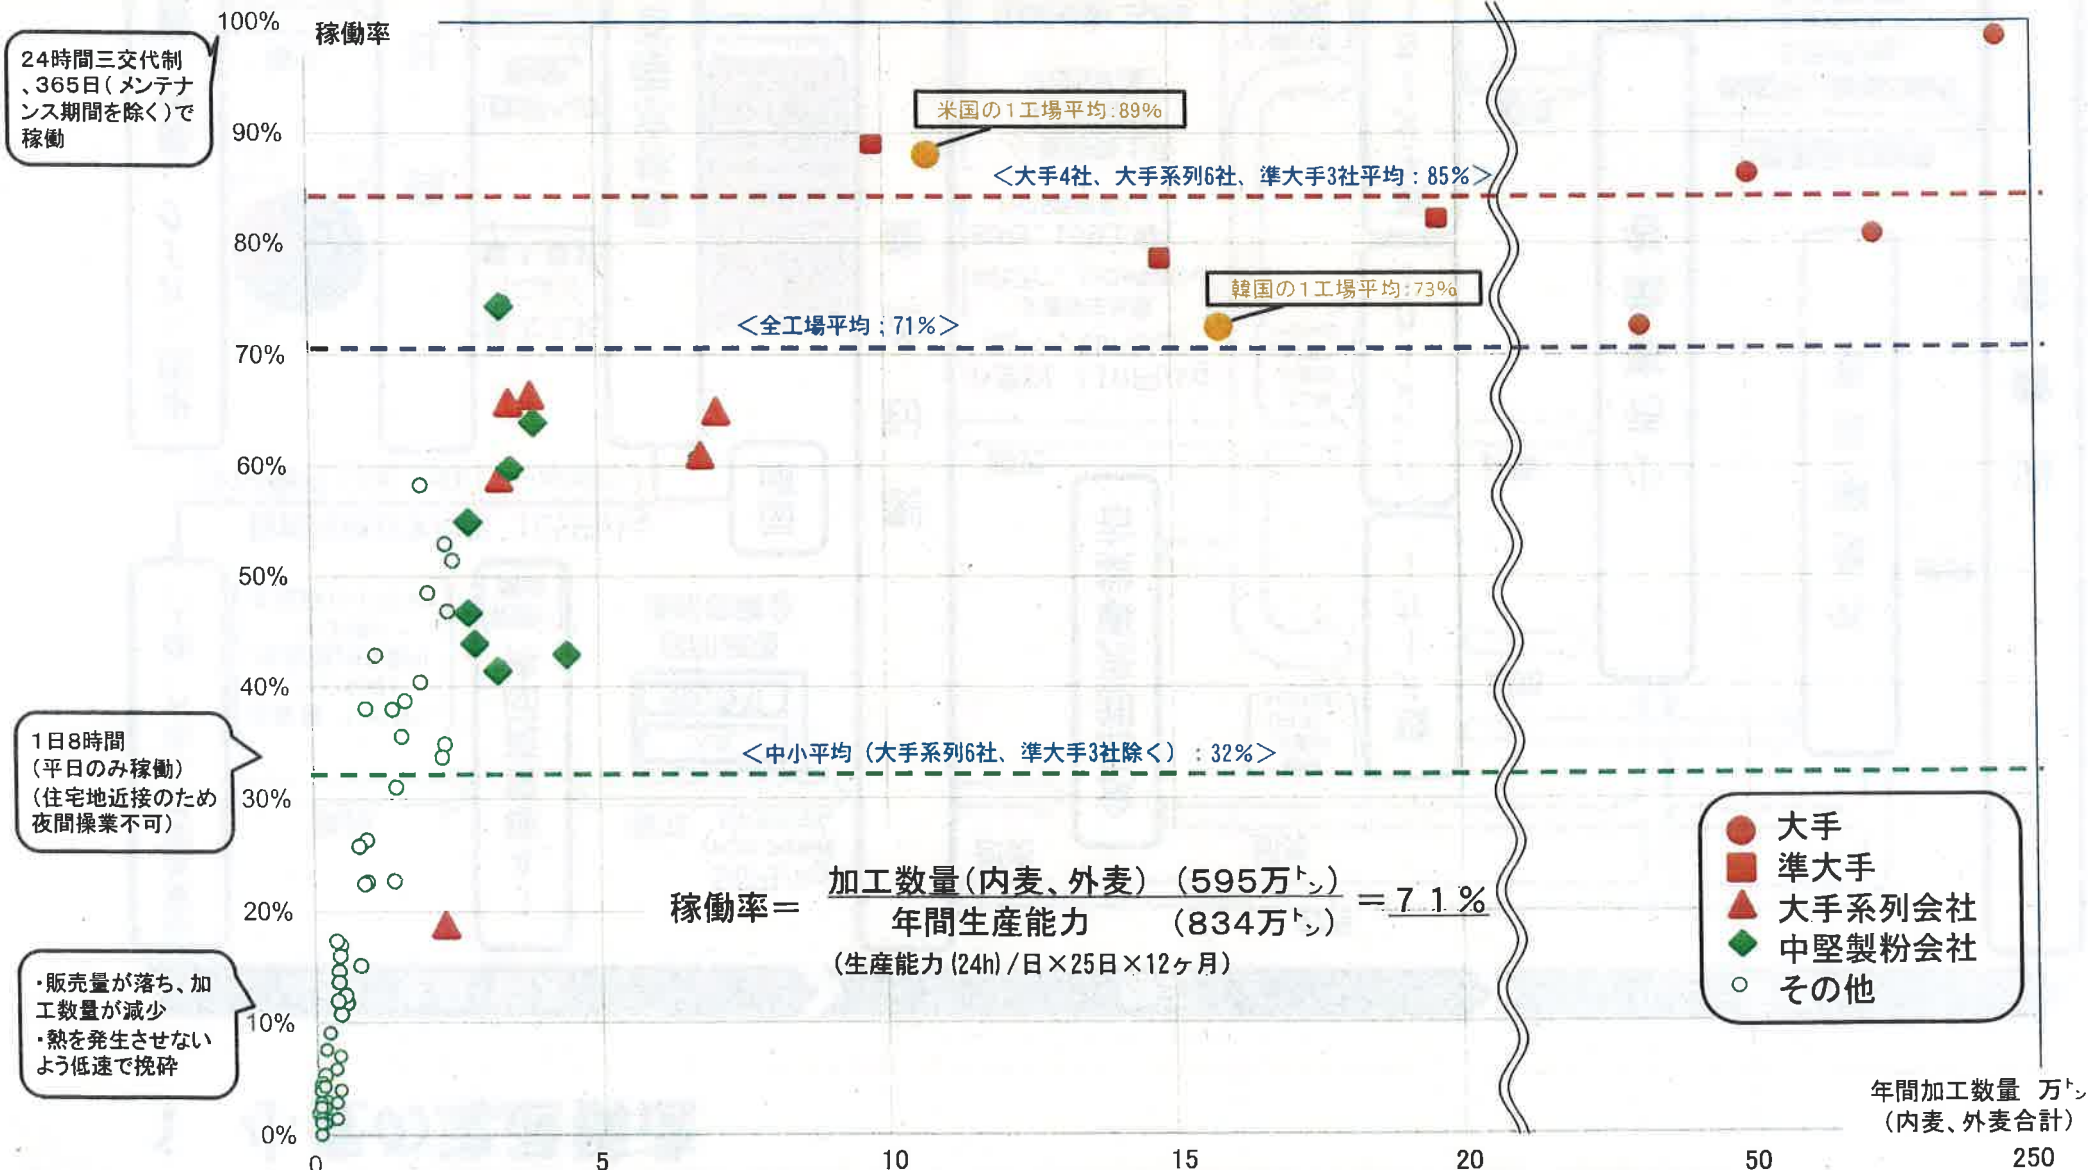 100%
稼働率
24時間三交代制
、365日(メンテナ
ンス期間を除く)で
稼働
90%
米国の1工場平均:89%
<大手4社、大手系列6社、準大手3社平均：85%>
80%
韓国の1工場平均:73%
<全工場平均：71%>
70%
60%
50%
40%
1日8時間
(平日のみ稼働)
(住宅地近接のため
夜間操業不可)
<中小平均（大手系列6社、準大手3社除く）：32%>
30%
大手
準大手
大手系列会社
中堅製粉会社
その他
稼働率＝
加工数量(内麦、外麦) (595万トン)
年間生産能力 (834万トン)
＝71%
(生産能力(24h)/日×25日×12ヶ月)
20%
・販売量が落ち、加
工数量が減少
・熱を発生させない
よう低速で挽砕
10%
0%
年間加工数量 万トン
(内麦、外麦合計)
0 5 10 15 20 50 250